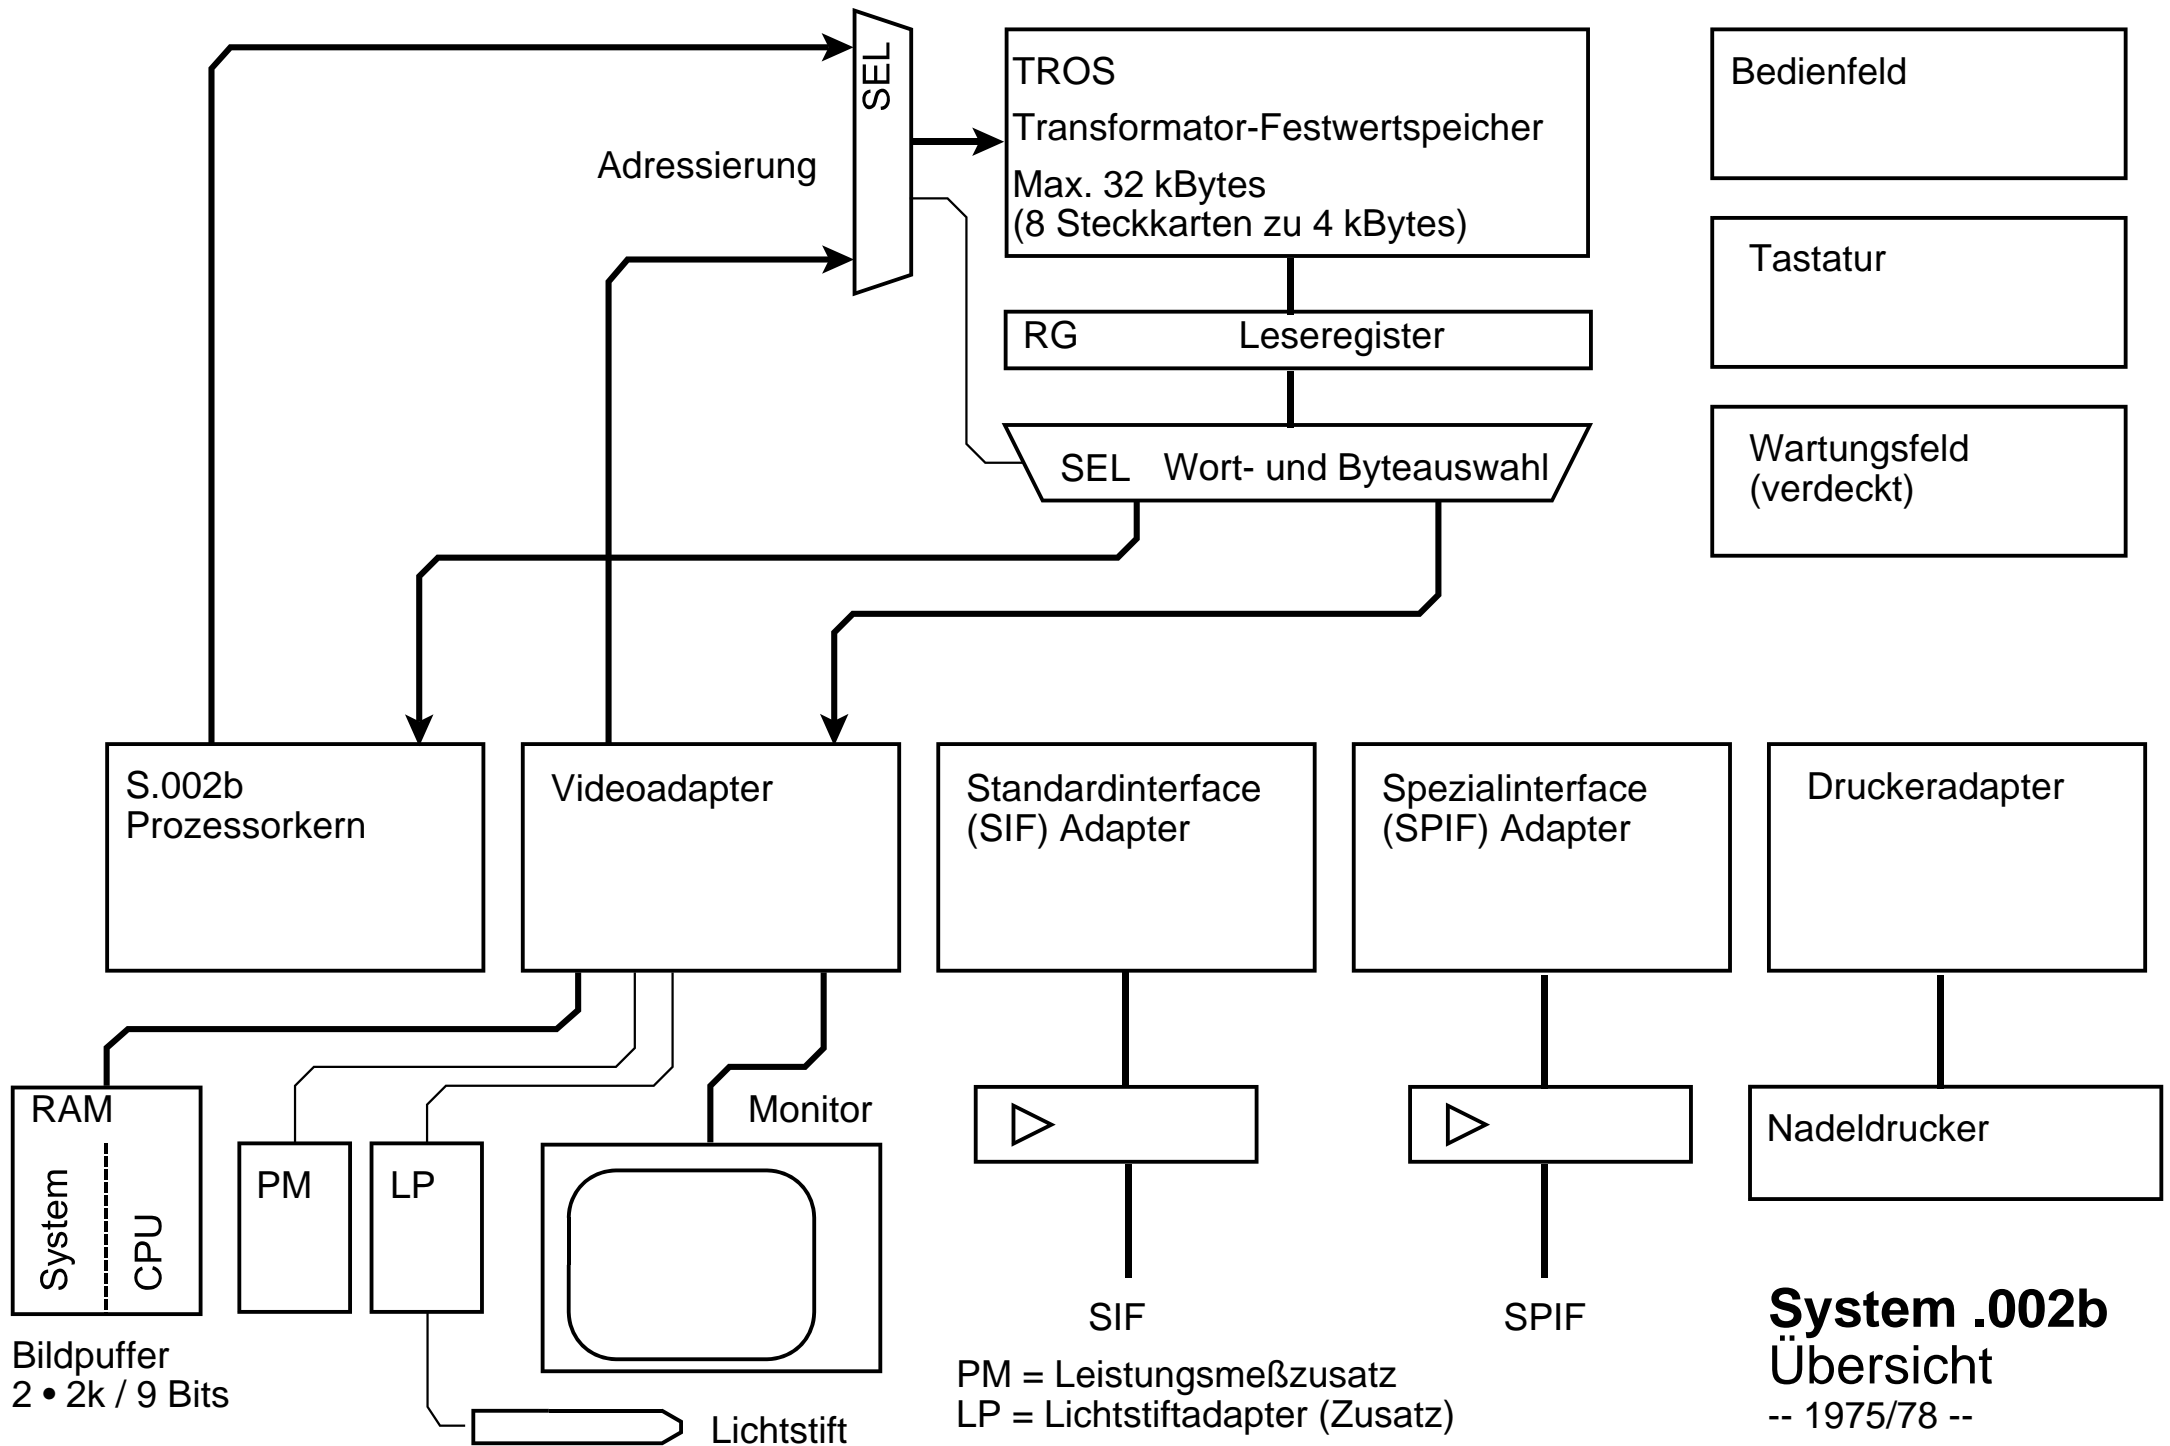 SEL
TROS
Transformator-Festwertspeicher
Max. 32 kBytes
(8 Steckkarten zu 4 kBytes)
Adressierung
Bedienfeld
Tastatur
RG Leseregister
Wartungsfeld
(verdeckt)
SEL Wort- und Byteauswahl
S.002b
Prozessorkern
Videoadapter
Standardinterface
(SIF) Adapter
Spezialinterface
(SPIF) Adapter
Druckeradapter
RAM
System
CPU
Bildpuffer
2 • 2k / 9 Bits
PM
LP
Monitor
Lichtstift
Nadeldrucker
SIF
SPIF
PM = Leistungsmeßzusatz
LP = Lichtstiftadapter (Zusatz)
System .002b
Übersicht
-- 1975/78 --